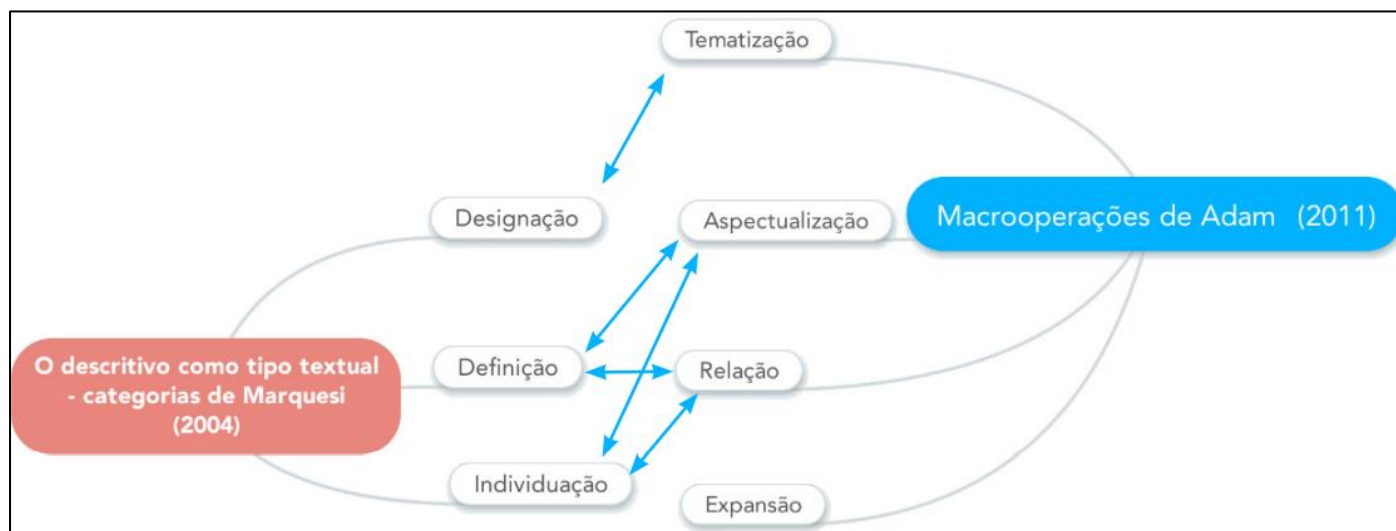 Tematização
Designação
Aspectualização
Macrooperações de Adam (2011)
O descritivo como tipo textual
- categorias de Marquesi
(2004)
Definição
Relação
Individuação
Expansão